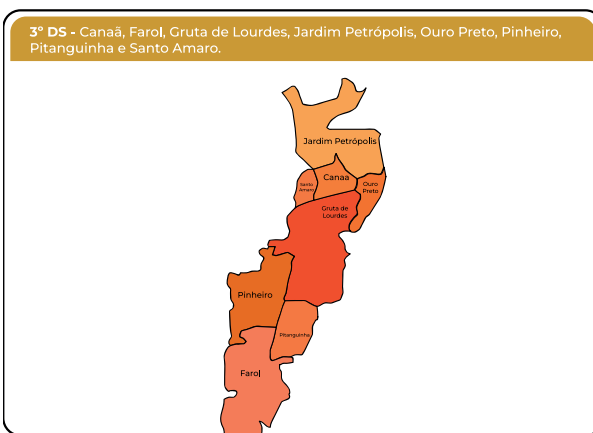 3º DS - Canaã, Farol, Gruta de Lourdes, Jardim Petrópolis, Ouro Preto, Pinheiro,
Pitanguinha e Santo Amaro.
Jardim Petrópolis
Canaa
Santo
Amaro
Ouro
Preto
Gruta de
Lourdes
Pinheiro
Pitanguinha
Farol